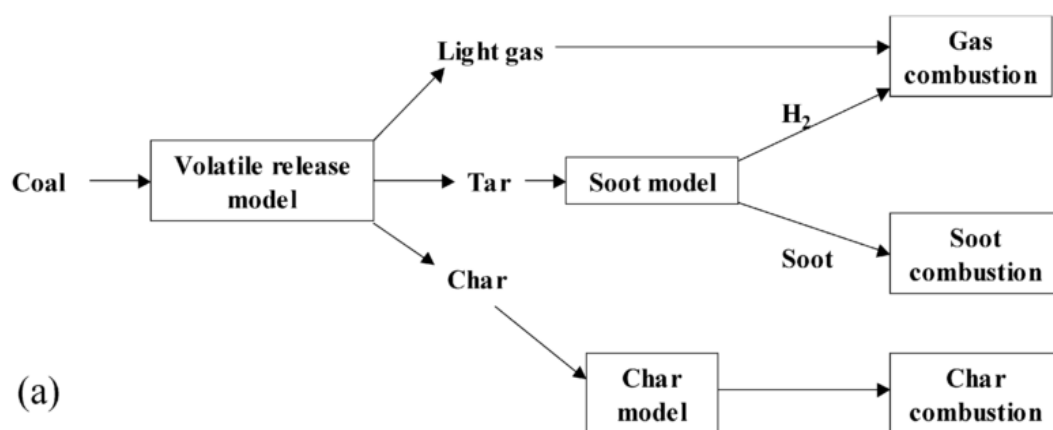 Light gas
Gas
combustion
H₂
Coal
Volatile release
model
Tar
Soot model
Soot
Soot
combustion
Char
Char
model
Char
combustion
(a)